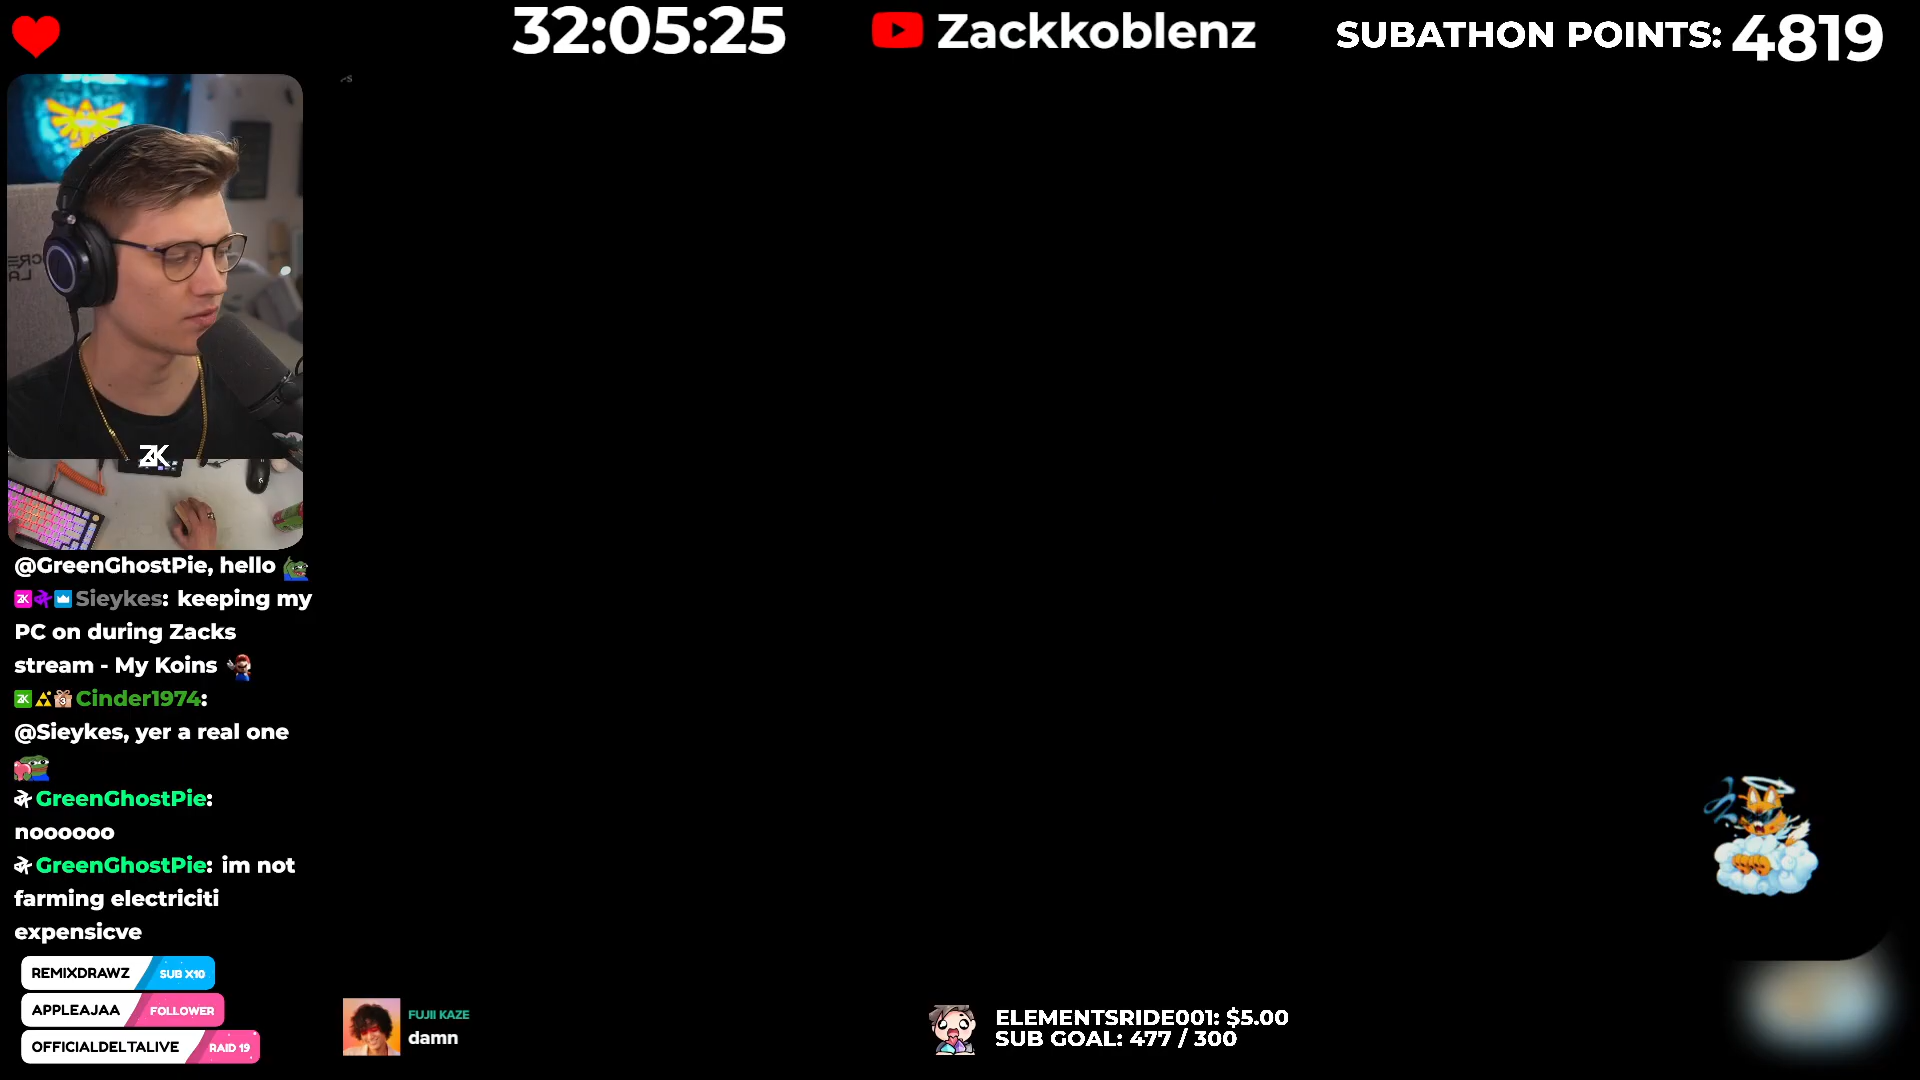 32:05:25
Zackkoblenz
SUBATHON POINTS: 4819
ZK
@GreenGhostPie, hello
Sieykes: keeping my
PC on during Zacks
stream - My Koins
Cinder1974:
@Sieykes, yer a real one
GreenGhostPie:
noooooo
GreenGhostPie: im not
farming electriciti
expensicve
REMIXDRAWZ SUB X10
APPLEAJAA FOLLOWER
OFFICIALDELTALIVE RAID 19
FUJII KAZE
damn
ELEMENTSRIDE001: $5.00
SUB GOAL: 477 / 300